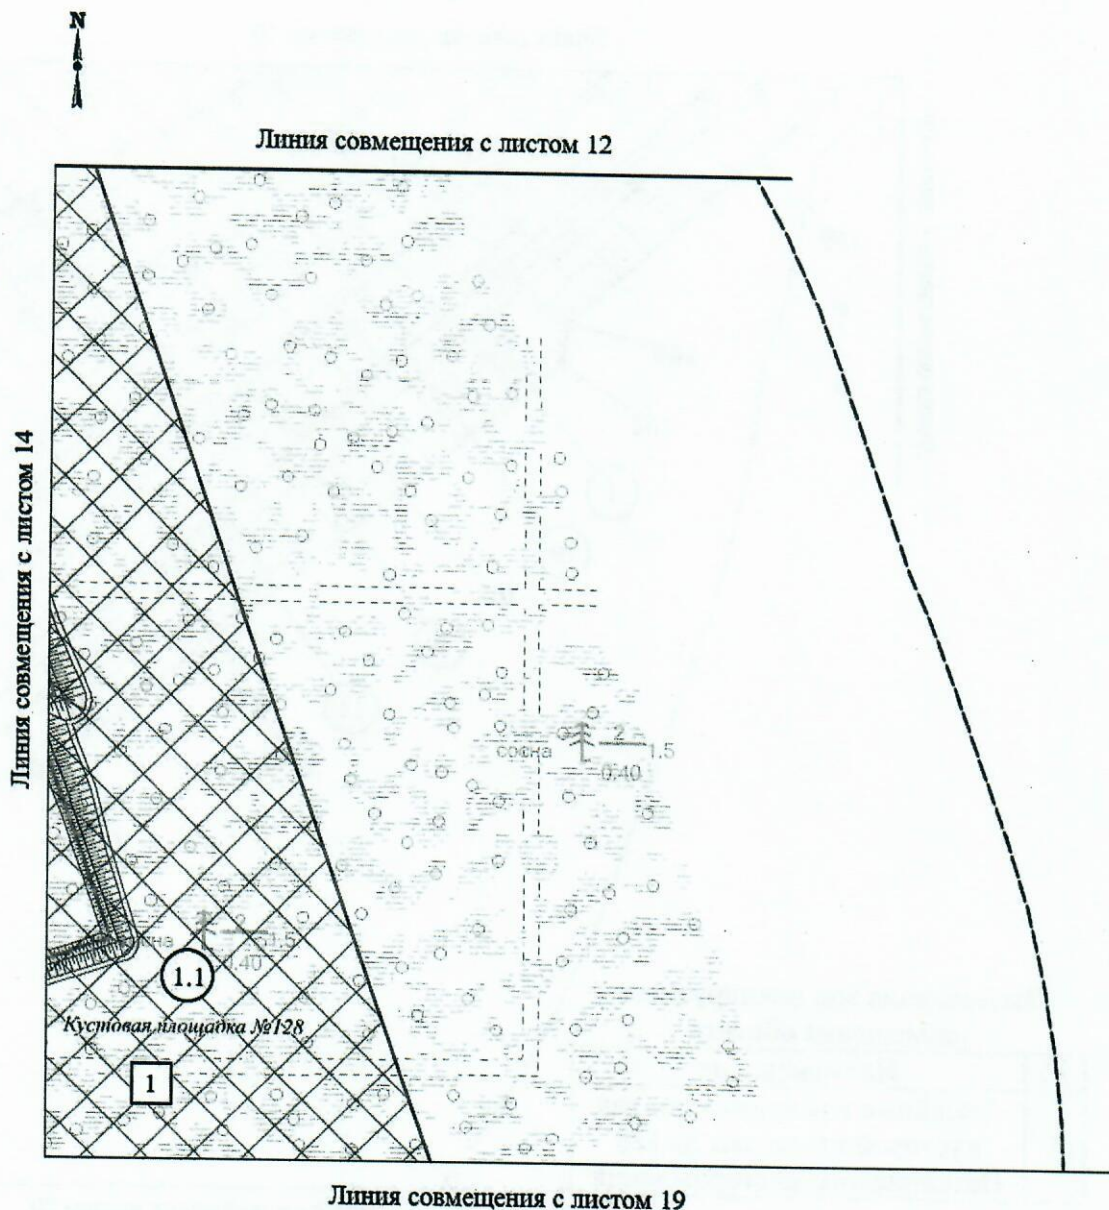 N
Линия совмещения с листом 12
Линия совмещения с листом 14
сосна
2
1.5
0.40
1.5
0.40
1.1
Кустовая площадка №128
1
Линия совмещения с листом 19